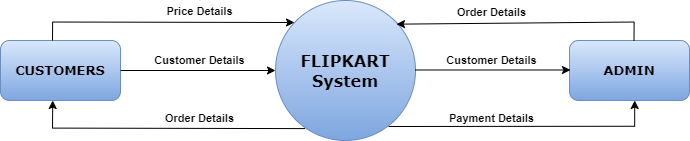 Price Details
Order Details
CUSTOMERS
Customer Details
FLIPKART
System
Customer Details
ADMIN
Order Details
Payment Details